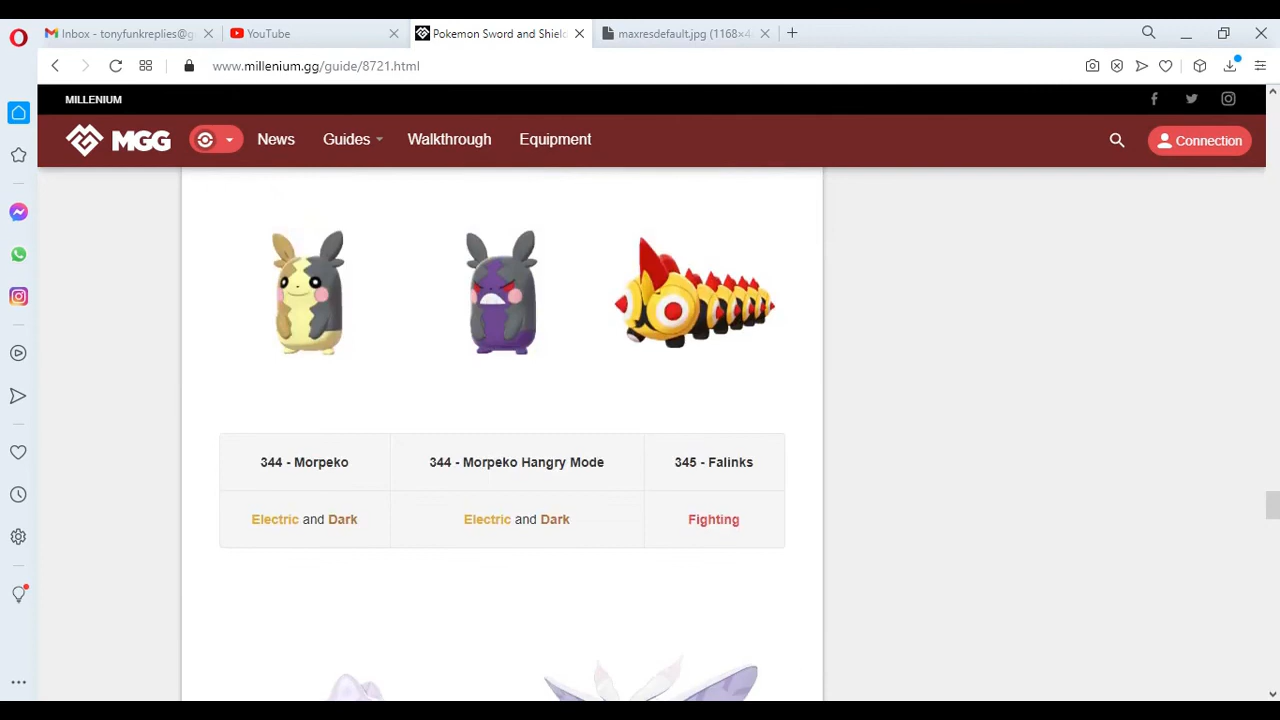 Inbox - tonyfunkreplies@g
YouTube
Pokemon Sword and Shield
maxresdefault.jpg (1168×4
www.millenium.gg/guide/8721.html
MILLENIUM
MGG
News
Guides
Walkthrough
Equipment
Connection
344 - Morpeko
344 - Morpeko Hangry Mode
345 - Falinks
Electric and Dark
Electric and Dark
Fighting